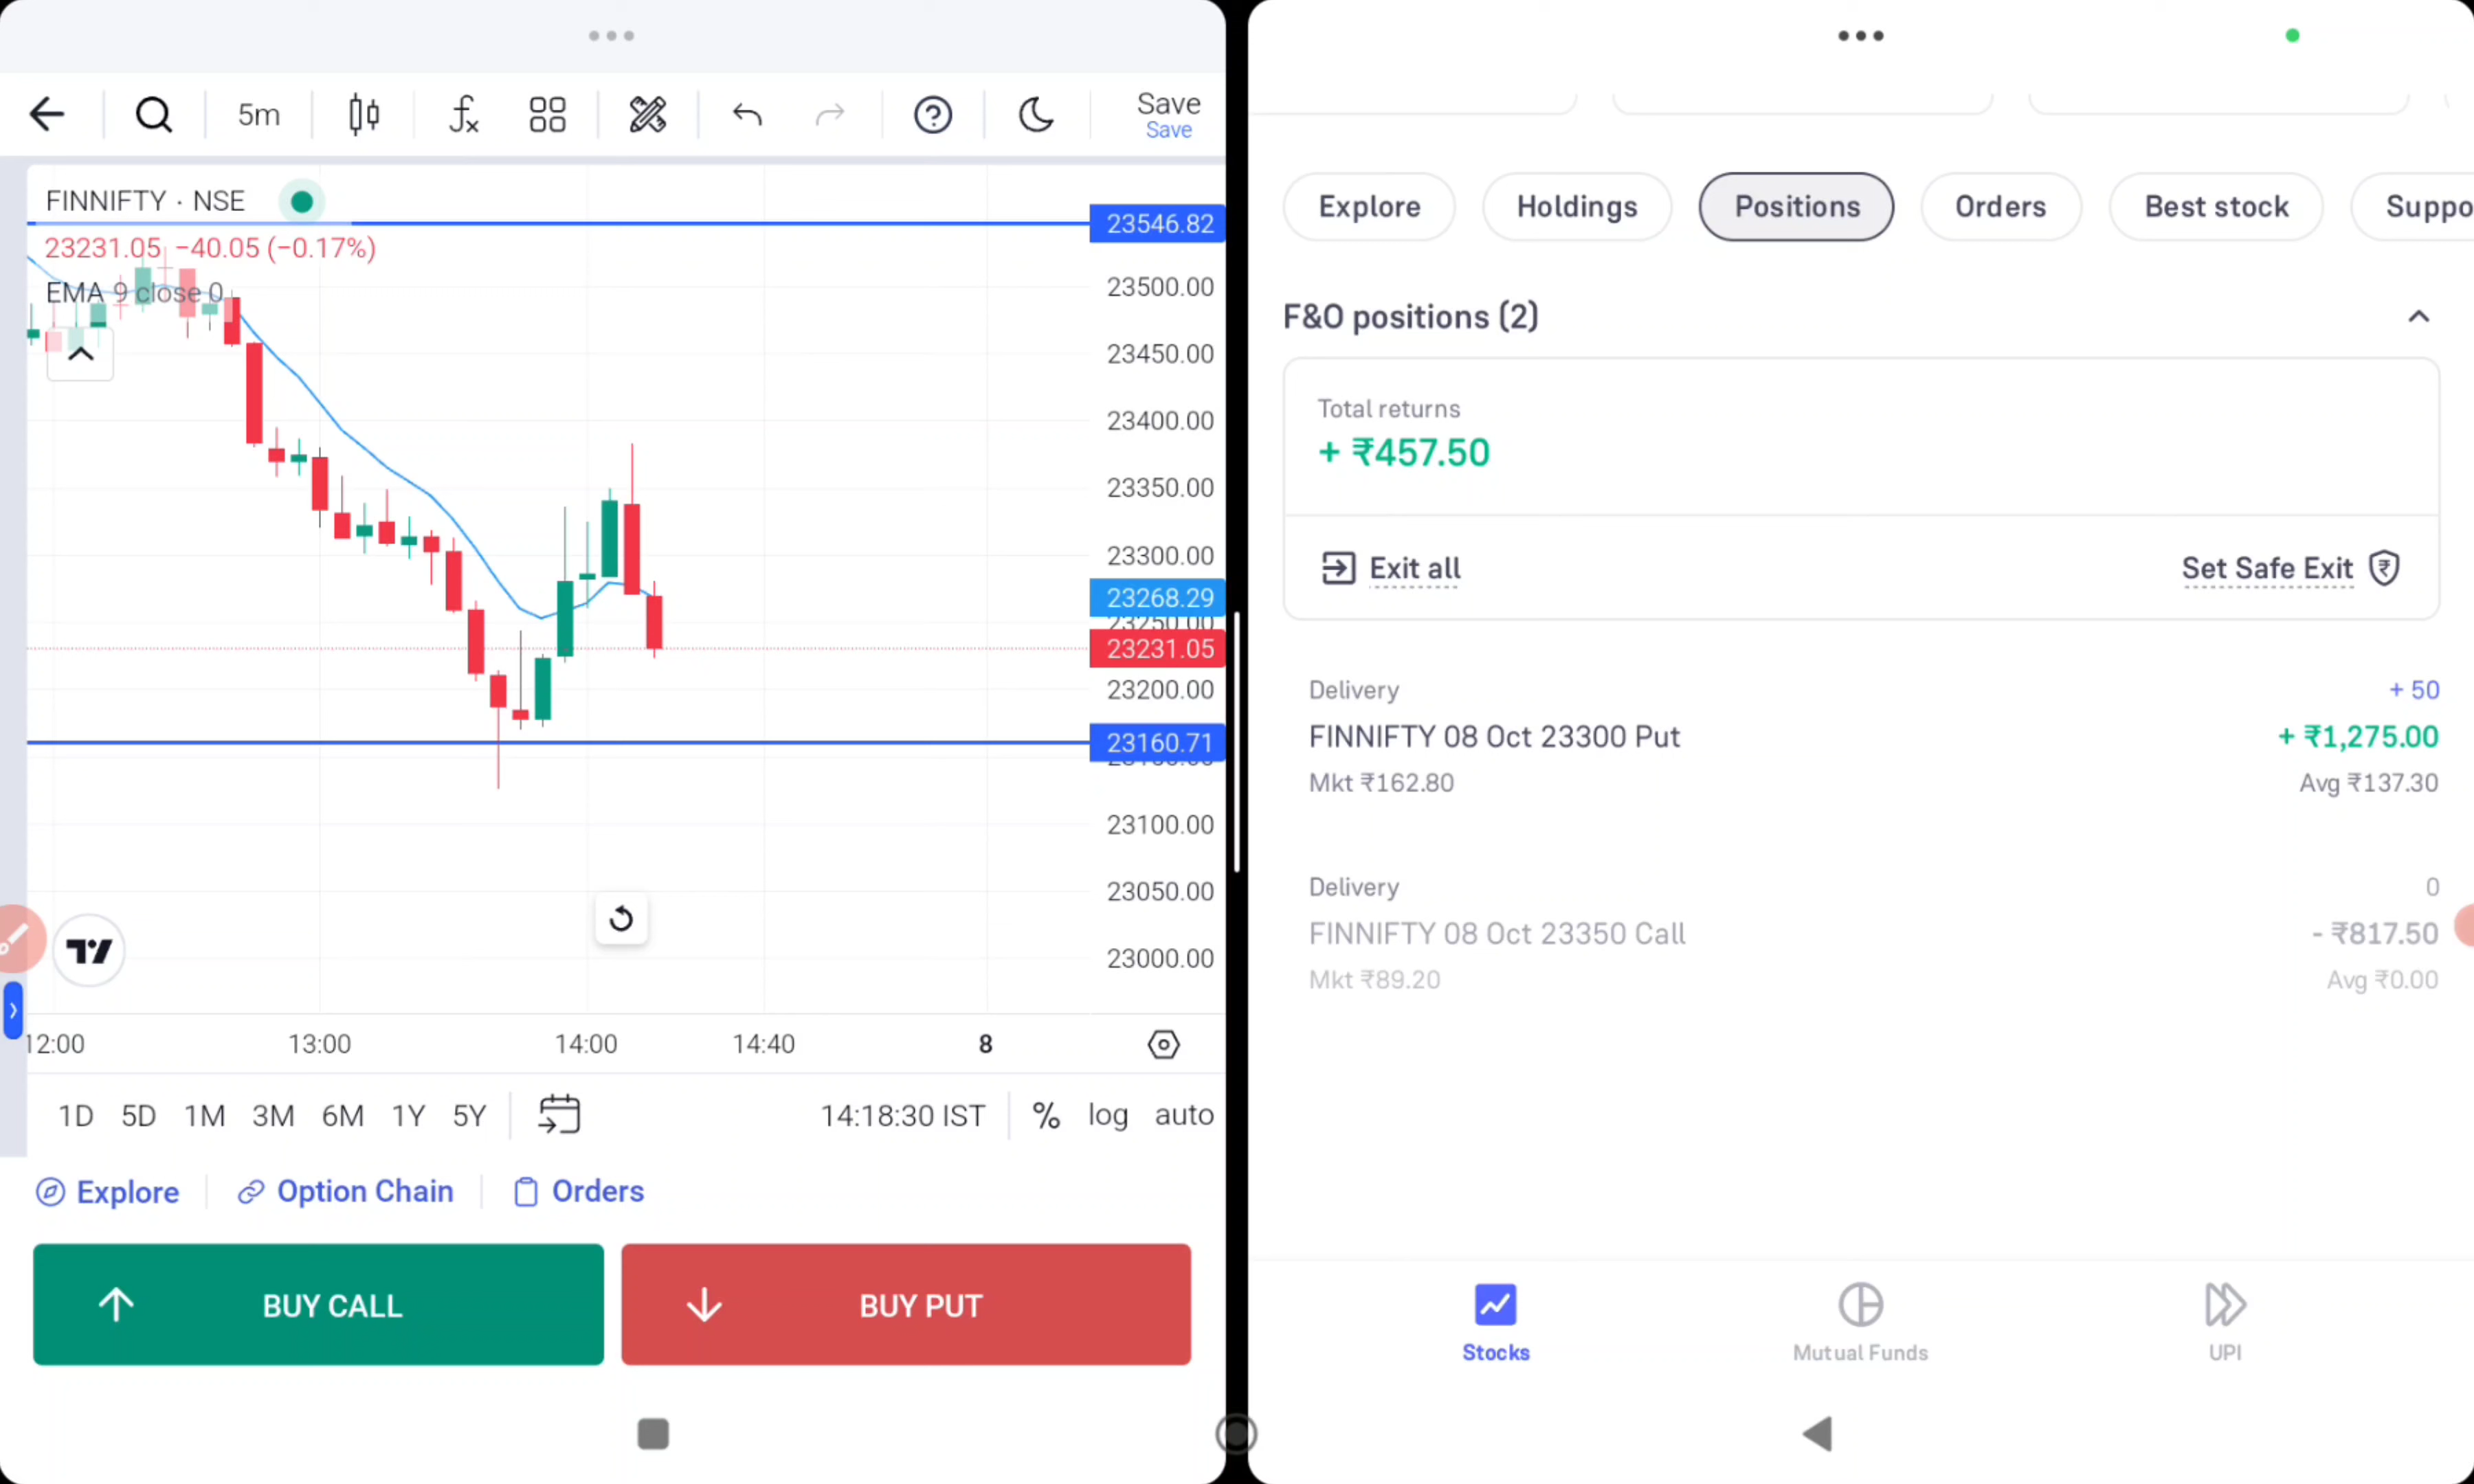 5m
Save
Save
FINNIFTY · NSE
23231.05 −40.05 (−0.17%)
EMA 9 close 0
23546.82
23500.00
23450.00
23400.00
23350.00
23300.00
23268.29
23250.00
23231.05
23200.00
23160.71
23100.00
23050.00
23000.00
12:00
13:00
14:00
14:40
8
1D 5D 1M 3M 6M 1Y 5Y
14:18:30 IST
% log auto
Explore
Option Chain
Orders
BUY CALL
BUY PUT
Explore
Holdings
Positions
Orders
Best stock
Suppo
F&O positions (2)
Total returns
+ ₹457.50
Exit all
Set Safe Exit
Delivery
+ 50
FINNIFTY 08 Oct 23300 Put
+ ₹1,275.00
Mkt ₹162.80
Avg ₹137.30
Delivery
0
FINNIFTY 08 Oct 23350 Call
- ₹817.50
Mkt ₹89.20
Avg ₹0.00
Stocks
Mutual Funds
UPI